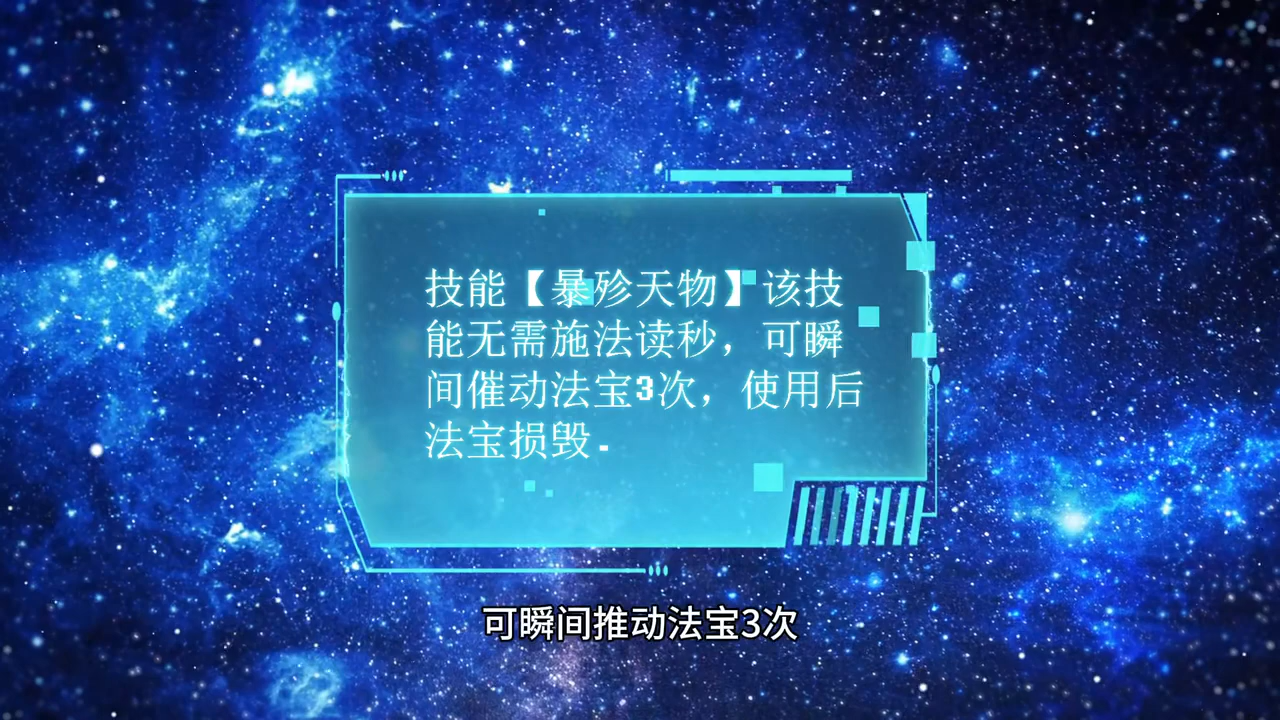 技能【暴殄天物】该技
能无需施法读秒，可瞬
间催动法宝3次，使用后
法宝损毁.
可瞬间推动法宝3次